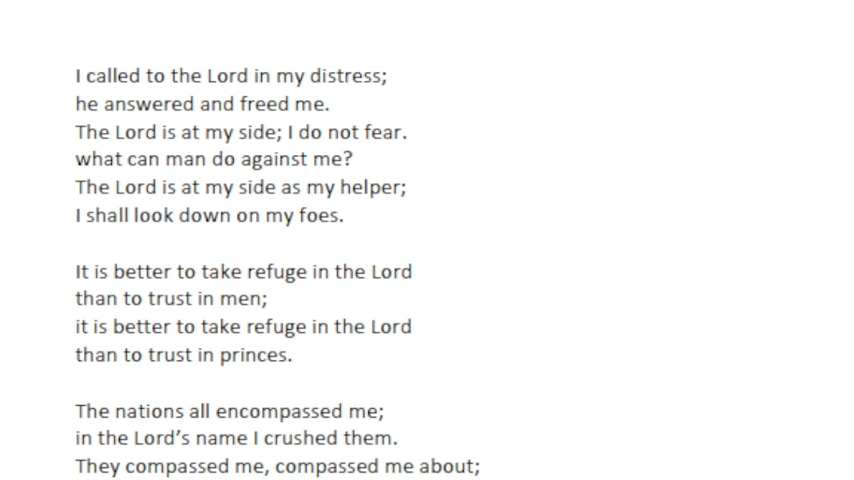 I called to the Lord in my distress;
he answered and freed me.
The Lord is at my side; I do not fear.
what can man do against me?
The Lord is at my side as my helper;
I shall look down on my foes.
It is better to take refuge in the Lord
than to trust in men;
it is better to take refuge in the Lord
than to trust in princes.
The nations all encompassed me;
in the Lord’s name I crushed them.
They compassed me, compassed me about;